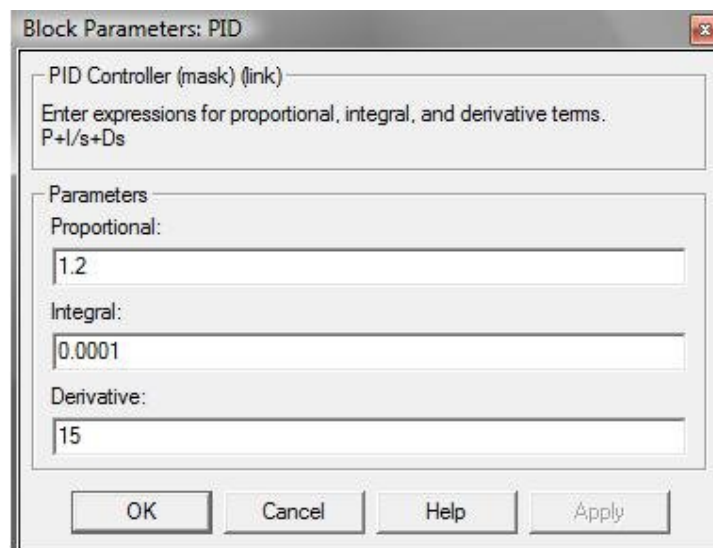 Block Parameters: PID
x
PID Controller (mask) (link)
Enter expressions for proportional, integral, and derivative terms.
P+I/s+Ds
Parameters
Proportional:
1.2
Integral:
0.0001
Derivative:
15
OK Cancel Help Apply